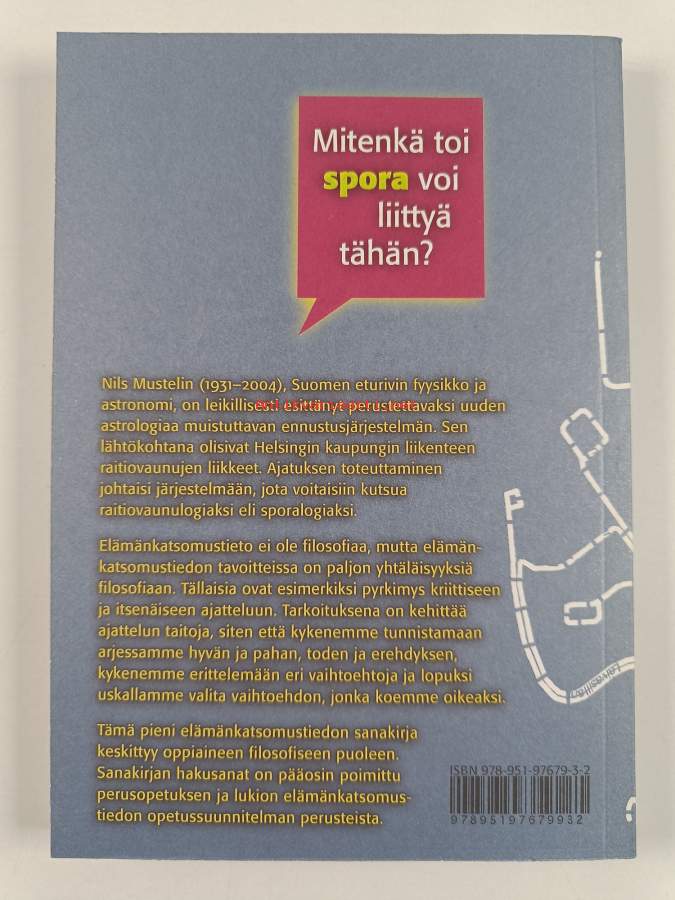 Mitenkä toi
spora voi
liittyä
tähän?
Nils Mustelin (1931–2004), Suomen eturivin fyysikko ja
astronomi, on leikillisesti esittänyt perustettavaksi uuden
astrologiaa muistuttavan ennustusjärjestelmän. Sen
lähtökohtana olisivat Helsingin kaupungin liikenteen
raitiovaunujen liikkeet. Ajatuksen toteuttaminen
johtaisi järjestelmään, jota voitaisiin kutsua
raitiovaunulogiaksi eli sporalogiaksi.
Elämänkatsomustieto ei ole filosofiaa, mutta elämän-
katsomustiedon tavoitteissa on paljon yhtäläisyyksiä
filosofiaan. Tällaisia ovat esimerkiksi pyrkimys kriittiseen
ja itsenäiseen ajatteluun. Tarkoituksena on kehittää
ajattelun taitoja, siten että kykenemme tunnistamaan
arjessamme hyvän ja pahan, toden ja erehdyksen,
kykenemme erittelemään eri vaihtoehtoja ja lopuksi
uskallamme valita vaihtoehdon, jonka koemme oikeaksi.
Tämä pieni elämänkatsomustiedon sanakirja
keskittyy oppiaineen filosofiseen puoleen.
Sanakirjan hakusanat on pääosin poimittu
perusopetuksen ja lukion elämänkatsomus-
tiedon opetussuunnitelman perusteista.
ISBN 978-951-97679-3-2
9789519767932